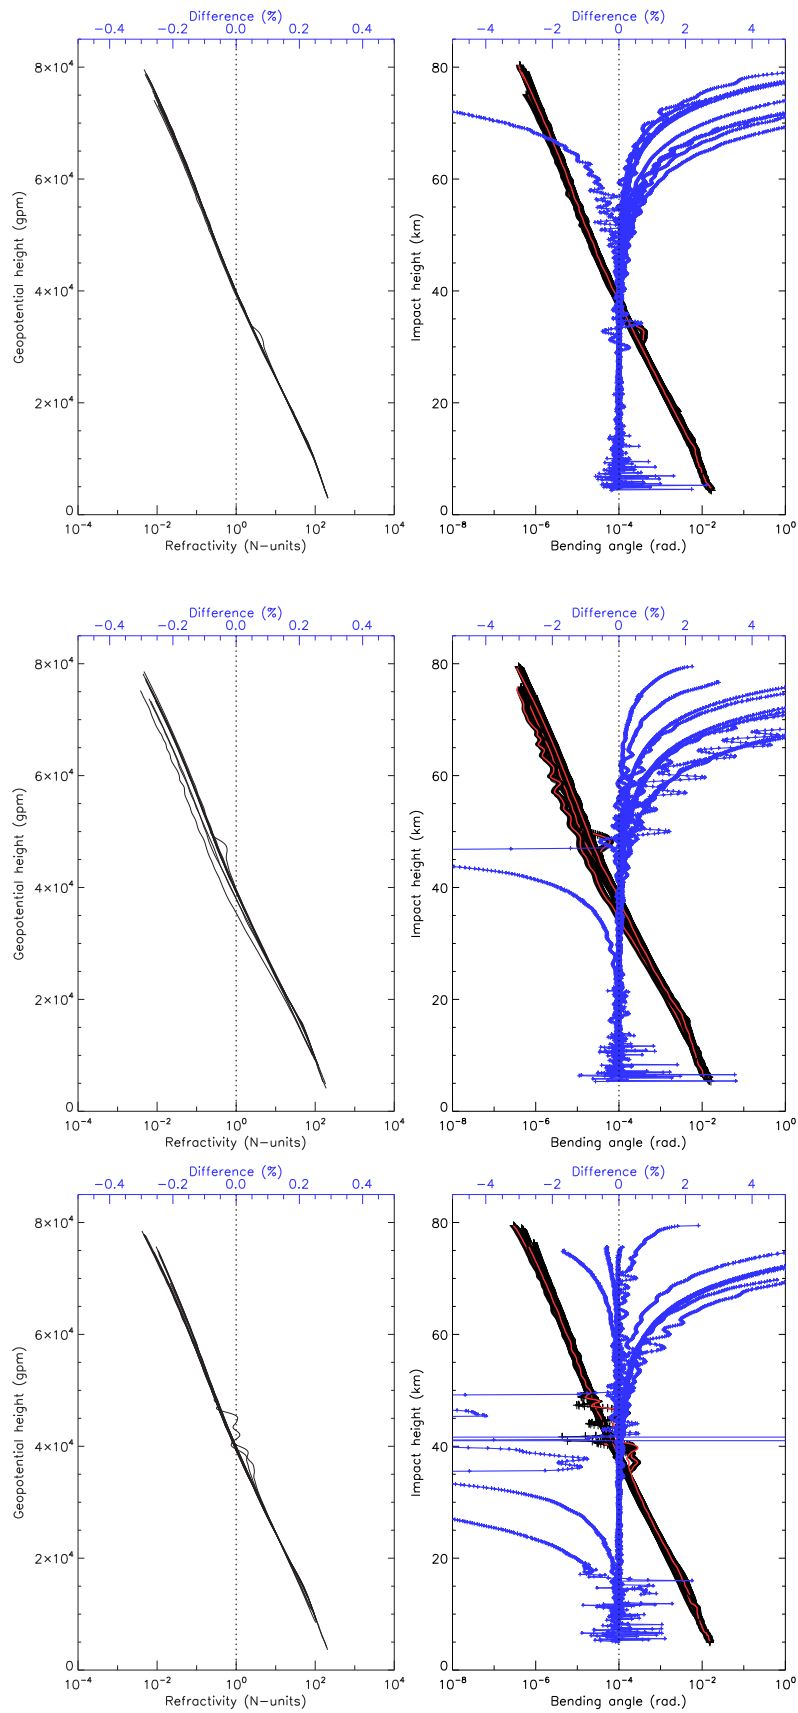 Difference (%) Difference (%)
−0.4 −0.2 0.0 0.2 0.4 −4 −2 0 2 4
8×10⁴ 80
6×10⁴ 60
4×10⁴ 40
2×10⁴ 20
0 0
Geopotential height (gpm) Impact height (km)
10⁻⁴ 10⁻² 10⁰ 10² 10⁴ 10⁻⁸ 10⁻⁶ 10⁻⁴ 10⁻² 10⁰
Refractivity (N−units) Bending angle (rad.)
Difference (%) Difference (%)
−0.4 −0.2 0.0 0.2 0.4 −4 −2 0 2 4
8×10⁴ 80
6×10⁴ 60
4×10⁴ 40
2×10⁴ 20
0 0
Geopotential height (gpm) Impact height (km)
10⁻⁴ 10⁻² 10⁰ 10² 10⁴ 10⁻⁸ 10⁻⁶ 10⁻⁴ 10⁻² 10⁰
Refractivity (N−units) Bending angle (rad.)
Difference (%) Difference (%)
−0.4 −0.2 0.0 0.2 0.4 −4 −2 0 2 4
8×10⁴ 80
6×10⁴ 60
4×10⁴ 40
2×10⁴ 20
0 0
Geopotential height (gpm) Impact height (km)
10⁻⁴ 10⁻² 10⁰ 10² 10⁴ 10⁻⁸ 10⁻⁶ 10⁻⁴ 10⁻² 10⁰
Refractivity (N−units) Bending angle (rad.)